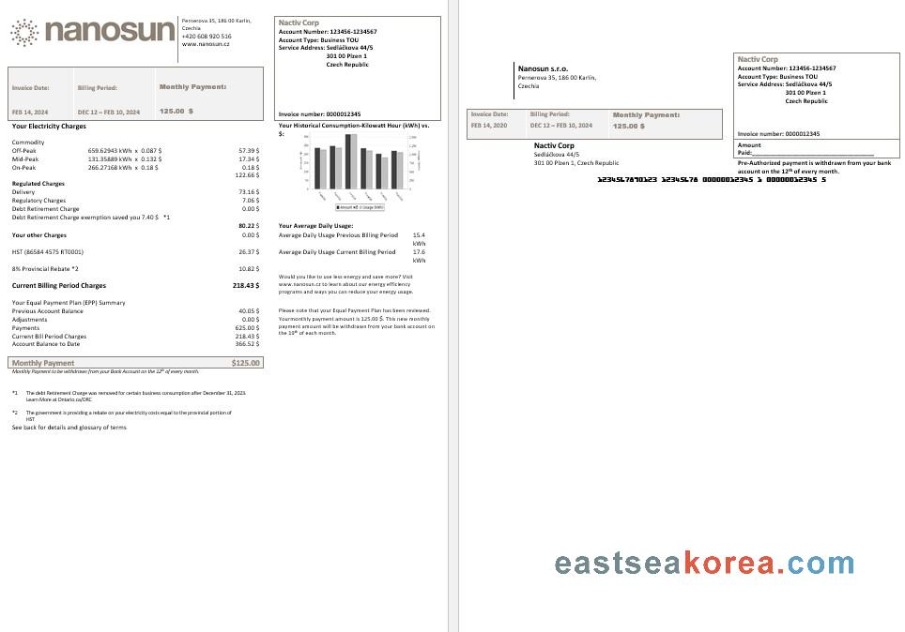 nanosun
Pernerova 35, 186 00 Karlin,
Czechia
+420 608 920 516
www.nanosun.cz
Nactiv Corp
Account Number: 123456-1234567
Account Type: Business TOU
Service Address: Sedláčkova 44/5
301 00 Plzen 1
Czech Republic
Invoice number: 0000012345
Invoice Date: Billing Period: Monthly Payment:
FEB 14, 2024 DEC 12 – FEB 10, 2024 125.00 $
Your Electricity Charges
Commodity
Off-Peak 659.62943 kWh x 0.087 $ 57.39 $
Mid-Peak 131.35889 kWh x 0.132 $ 17.34 $
On-Peak 266.27168 kWh x 0.18 $ 0.18 $
122.66 $
Regulated Charges
Delivery 73.16 $
Regulatory Charges 7.06 $
Debt Retirement Charge 0.00 $
Debt Retirement Charge exemption saved you 7.40 $ *1
80.22 $
Your other Charges 0.00 $
HST (86584 4575 RT0001) 26.37 $
8% Provincial Rebate *2 10.82 $
Current Billing Period Charges 218.43 $
Your Equal Payment Plan (EPP) Summary
Previous Account Balance 40.05 $
Adjustments 0.00 $
Payments 625.00 $
Current Bill Period Charges 218.43 $
Account Balance to Date 366.52 $
Monthly Payment $125.00
Monthly Payment to be withdrawn from your Bank Account on the 12th of every month.
*1 The debt Retirement Charge was removed for certain business consumption after December 31, 2023.
Learn More at Ontario.ca/DRC
*2 The government is providing a rebate on your electricity costs equal to the provincial portion of
HST
See back for details and glossary of terms
Your Historical Consumption-Kilowatt Hour (kWh) vs.
$:
Your Average Daily Usage:
Average Daily Usage Previous Billing Period 15.4
kWh
Average Daily Usage Current Billing Period 17.6
kWh
Would you like to use less energy and save more? Visit
www.nanosun.cz to learn about our energy efficiency
programs and ways you can reduce your energy usage.
Please note that your Equal Payment Plan has been reviewed.
Yourmonthly payment amount is 125.00 $. This new monthly
payment amount will be withdrawn from your bank account on
the 10th of each month.
Nanosun s.r.o.
Pernerova 35, 186 00 Karlin,
Czechia
Nactiv Corp
Account Number: 123456-1234567
Account Type: Business TOU
Service Address: Sedláčkova 44/5
301 00 Plzen 1
Czech Republic
Invoice number: 0000012345
Invoice Date: Billing Period: Monthly Payment:
FEB 14, 2020 DEC 12 – FEB 10, 2024 125.00 $
Amount
Paid:
Nactiv Corp
Sedláčkova 44/5
301 00 Plzen 1, Czech Republic
Pre-Authorized payment is withdrawn from your bank
account on the 12th of every month.
1234567890123 12345678 00000012345 1 0000012345 5
eastseakorea.com